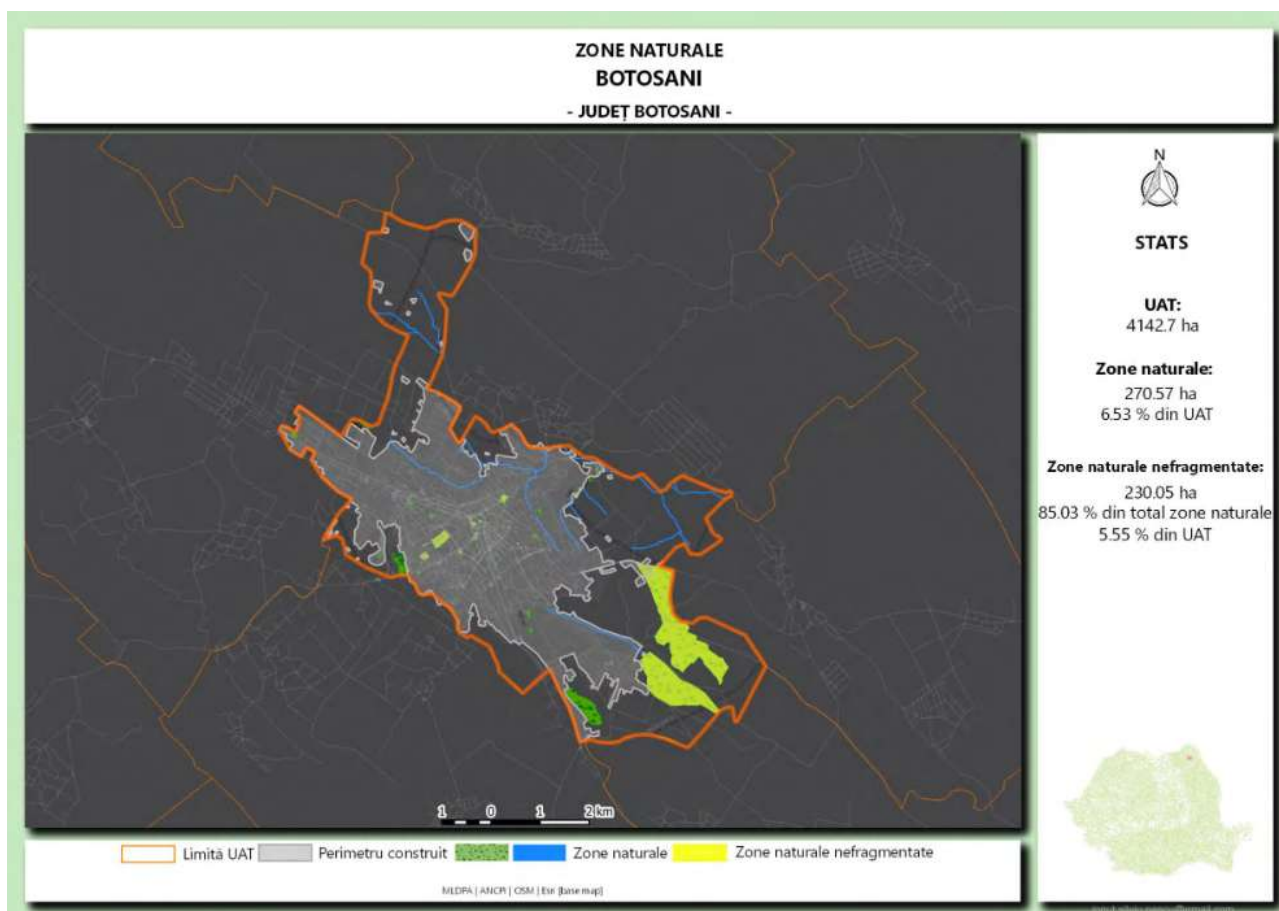 ZONE NATURALE
BOTOSANI
- JUDEȚ BOTOSANI -
N
STATS
UAT:
4142.7 ha
Zone naturale:
270.57 ha
6.53 % din UAT
Zone naturale nefragmentate:
230.05 ha
85.03 % din total zone naturale
5.55 % din UAT
1 0 1 2 km
Limită UAT Perimetru construit Zone naturale Zone naturale nefragmentate
MLDPA | ANCPI | OSM | Esri [base map]